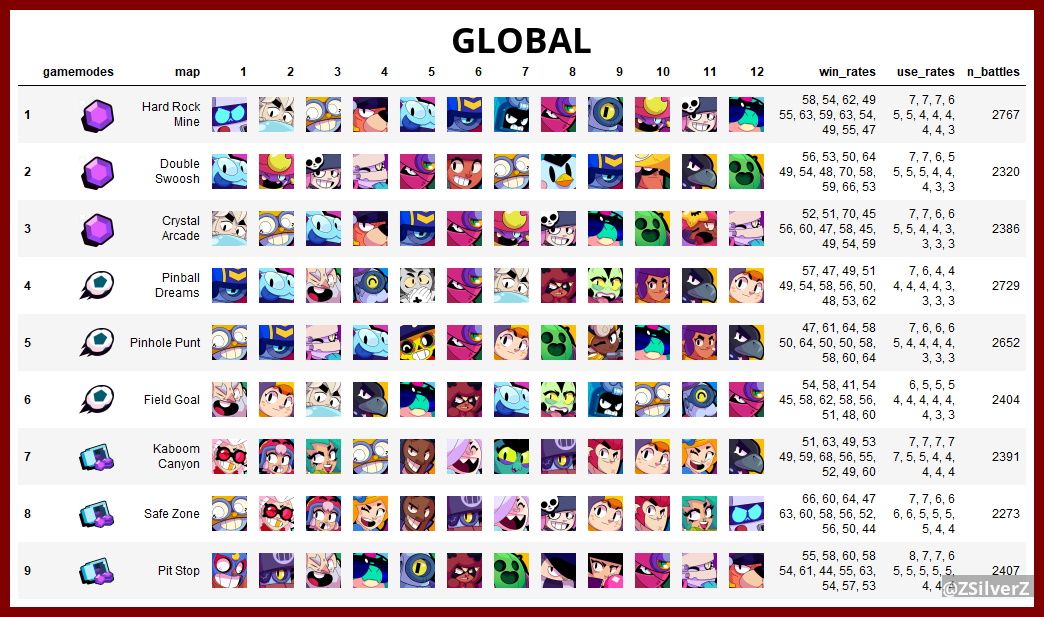 GLOBAL
gamemodes map 1 2 3 4 5 6 7 8 9 10 11 12 win_rates use_rates n_battles
1 Hard Rock Mine 58, 54, 62, 49 7, 7, 7, 6 2767
55, 63, 59, 63, 54, 5, 5, 4, 4, 4,
49, 55, 47 4, 4, 3
2 Double Swoosh 56, 53, 50, 64 7, 7, 6, 5 2320
49, 54, 48, 70, 58, 5, 5, 5, 4, 4,
59, 66, 53 4, 3, 3
3 Crystal Arcade 52, 51, 70, 45 7, 7, 6, 6 2386
56, 60, 47, 58, 45, 5, 5, 4, 4, 3,
49, 54, 59 3, 3, 3
4 Pinball Dreams 57, 47, 49, 51 7, 6, 4, 4 2729
49, 54, 58, 56, 50, 4, 4, 4, 4, 3,
48, 53, 62 3, 3, 3
5 Pinhole Punt 47, 61, 64, 58 7, 6, 6, 6 2652
50, 64, 50, 50, 58, 5, 4, 4, 4, 4,
58, 60, 64 3, 3, 3
6 Field Goal 54, 58, 41, 54 6, 5, 5, 5 2404
45, 58, 62, 58, 56, 4, 4, 4, 4, 4,
51, 48, 60 4, 3, 3
7 Kaboom Canyon 51, 63, 49, 53 7, 7, 7, 7 2391
49, 59, 68, 56, 55, 7, 5, 5, 4, 4,
52, 49, 60 4, 4, 4
8 Safe Zone 66, 60, 64, 47 7, 7, 6, 6 2273
63, 60, 58, 56, 52, 6, 6, 5, 5, 5,
56, 50, 44 5, 4, 4
9 Pit Stop 55, 58, 60, 58 8, 7, 7, 6 2407
54, 61, 44, 55, 63, 5, 5, 5, 5, 5,
54, 57, 53 4, 4,
@ZSilverZ